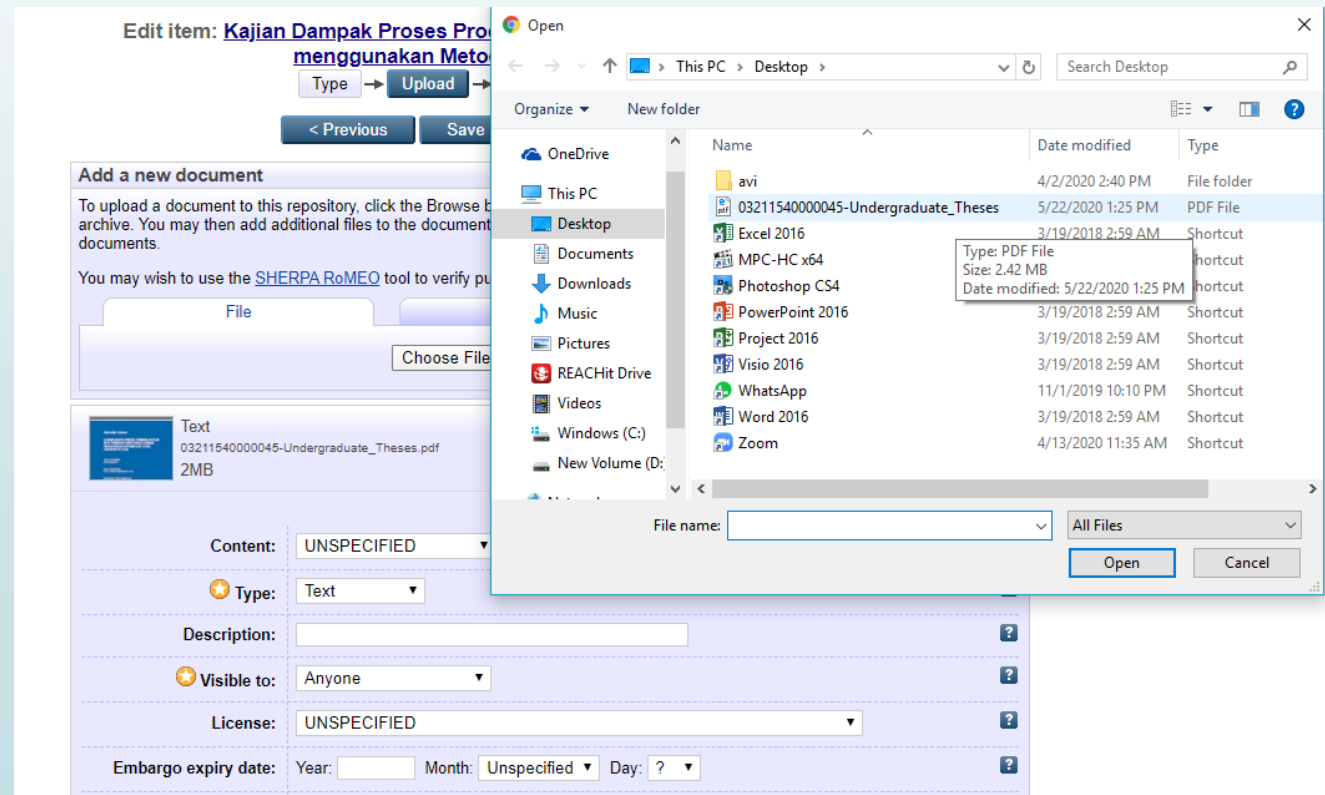 Edit item: Kajian Dampak Proses Pro
menggunakan Meto
Type → Upload →
< Previous Save
Add a new document
To upload a document to this repository, click the Browse b
archive. You may then add additional files to the document
documents.
You may wish to use the SHERPA RoMEO tool to verify pu
File
Choose File
Text
03211540000045-Undergraduate_Theses.pdf
2MB
Content: UNSPECIFIED
Type: Text
Description:
Visible to: Anyone
License: UNSPECIFIED
Embargo expiry date: Year: Month: Unspecified Day: ?
Open
This PC > Desktop >
Search Desktop
Organize New folder
OneDrive
This PC
Desktop
Documents
Downloads
Music
Pictures
REACHit Drive
Videos
Windows (C:)
New Volume (D:
Name Date modified Type
avi 4/2/2020 2:40 PM File folder
03211540000045-Undergraduate_Theses 5/22/2020 1:25 PM PDF File
Excel 2016 3/19/2018 2:59 AM Shortcut
MPC-HC x64 hortcut
Photoshop CS4 hortcut
PowerPoint 2016 3/19/2018 2:59 AM Shortcut
Project 2016 3/19/2018 2:59 AM Shortcut
Visio 2016 3/19/2018 2:59 AM Shortcut
WhatsApp 11/1/2019 10:10 PM Shortcut
Word 2016 3/19/2018 2:59 AM Shortcut
Zoom 4/13/2020 11:35 AM Shortcut
Type: PDF File
Size: 2.42 MB
Date modified: 5/22/2020 1:25 PM
File name: All Files
Open Cancel